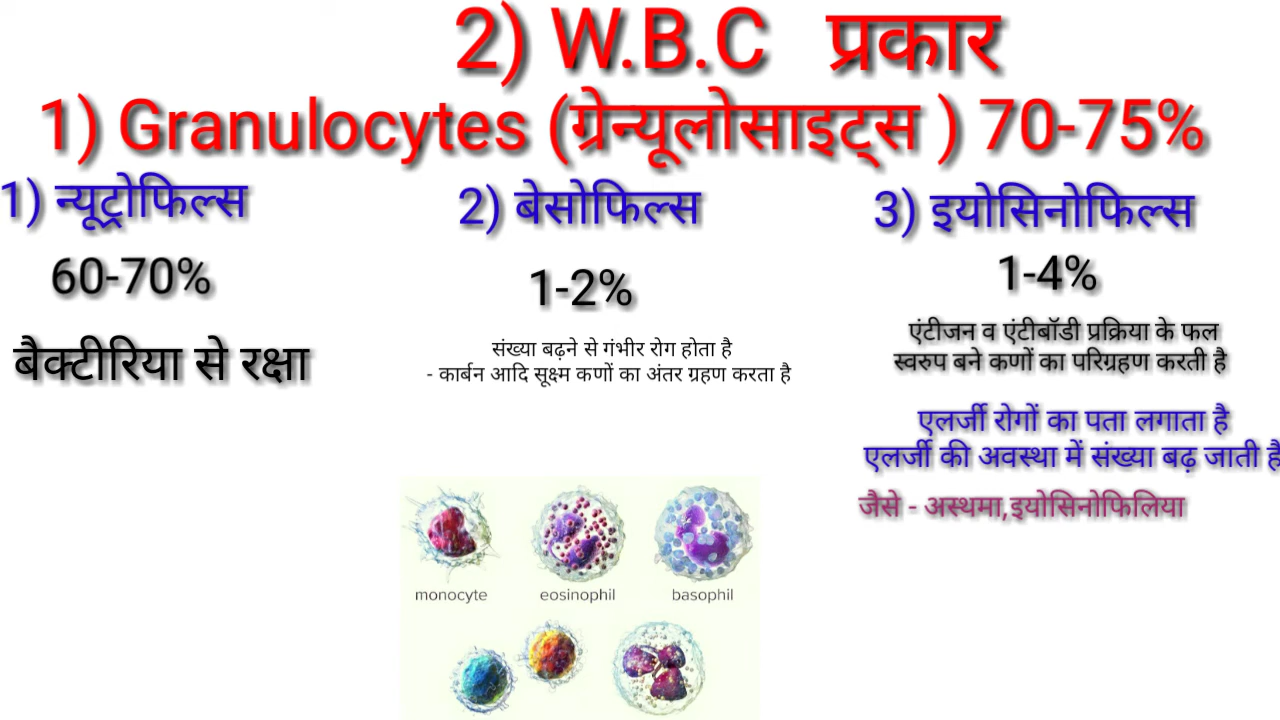 2) W.B.C प्रकार
1) Granulocytes (ग्रेन्यूलोसाइट्स ) 70-75%
1) न्यूट्रोफिल्स
60-70%
बैक्टीरिया से रक्षा
2) बेसोफिल्स
1-2%
संख्या बढ़ने से गंभीर रोग होता है
- कार्बन आदि सूक्ष्म कणों का अंतर ग्रहण करता है
3) इयोसिनोफिल्स
1-4%
एंटीजन व एंटीबॉडी प्रक्रिया के फल
स्वरुप बने कणों का परिग्रहण करती है
एलर्जी रोगों का पता लगाता है
एलर्जी की अवस्था में संख्या बढ़ जाती है
जैसे - अस्थमा,इयोसिनोफिलिया
monocyte eosinophil basophil